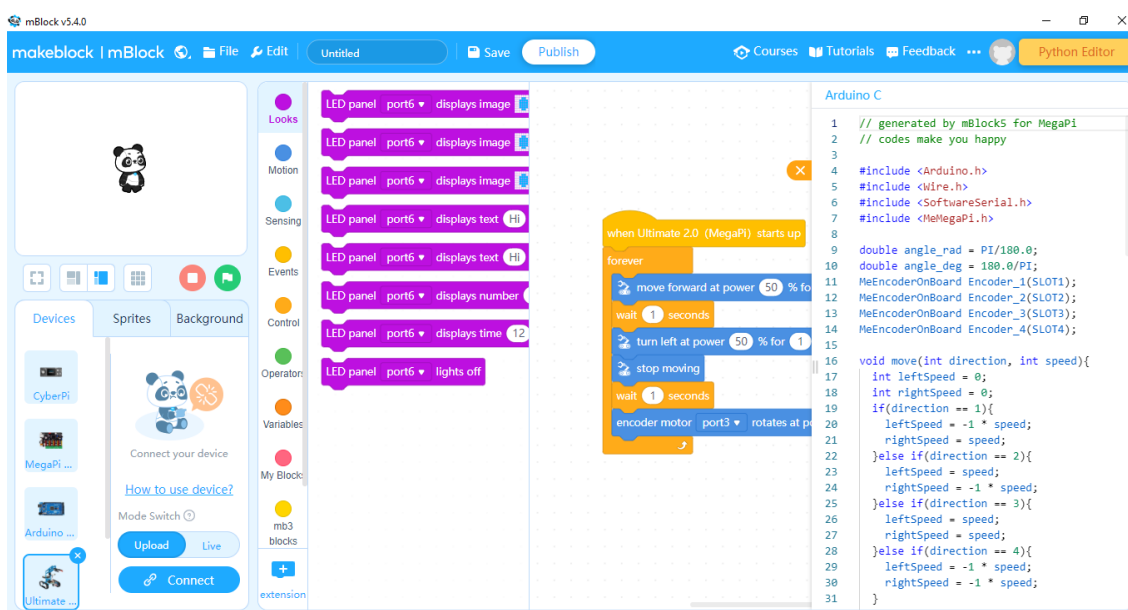 mBlock v5.4.0
makeblock | mBlock File Edit Untitled Save Publish Courses Tutorials Feedback Python Editor
Devices Sprites Background
CyberPi
MegaPi ...
Arduino ...
Ultimate ...
Connect your device
How to use device?
Mode Switch
Upload Live
Connect
Looks
Motion
Sensing
Events
Control
Operators
Variables
My Blocks
mb3
blocks
extension
LED panel port6 displays image
LED panel port6 displays image
LED panel port6 displays image
LED panel port6 displays text Hi
LED panel port6 displays text Hi
LED panel port6 displays number
LED panel port6 displays time 12
LED panel port6 lights off
when Ultimate 2.0 (MegaPi) starts up
forever
move forward at power 50 % fo
wait 1 seconds
turn left at power 50 % for 1
stop moving
wait 1 seconds
encoder motor port3 rotates at po
Arduino C
1 // generated by mBlock5 for MegaPi
2 // codes make you happy
3
4 #include <Arduino.h>
5 #include <Wire.h>
6 #include <SoftwareSerial.h>
7 #include <MeMegaPi.h>
8
9 double angle_rad = PI/180.0;
10 double angle_deg = 180.0/PI;
11 MeEncoderOnBoard Encoder_1(SLOT1);
12 MeEncoderOnBoard Encoder_2(SLOT2);
13 MeEncoderOnBoard Encoder_3(SLOT3);
14 MeEncoderOnBoard Encoder_4(SLOT4);
15
16 void move(int direction, int speed){
17 int leftSpeed = 0;
18 int rightSpeed = 0;
19 if(direction == 1){
20 leftSpeed = -1 * speed;
21 rightSpeed = speed;
22 }else if(direction == 2){
23 leftSpeed = speed;
24 rightSpeed = -1 * speed;
25 }else if(direction == 3){
26 leftSpeed = speed;
27 rightSpeed = speed;
28 }else if(direction == 4){
29 leftSpeed = -1 * speed;
30 rightSpeed = -1 * speed;
31 }